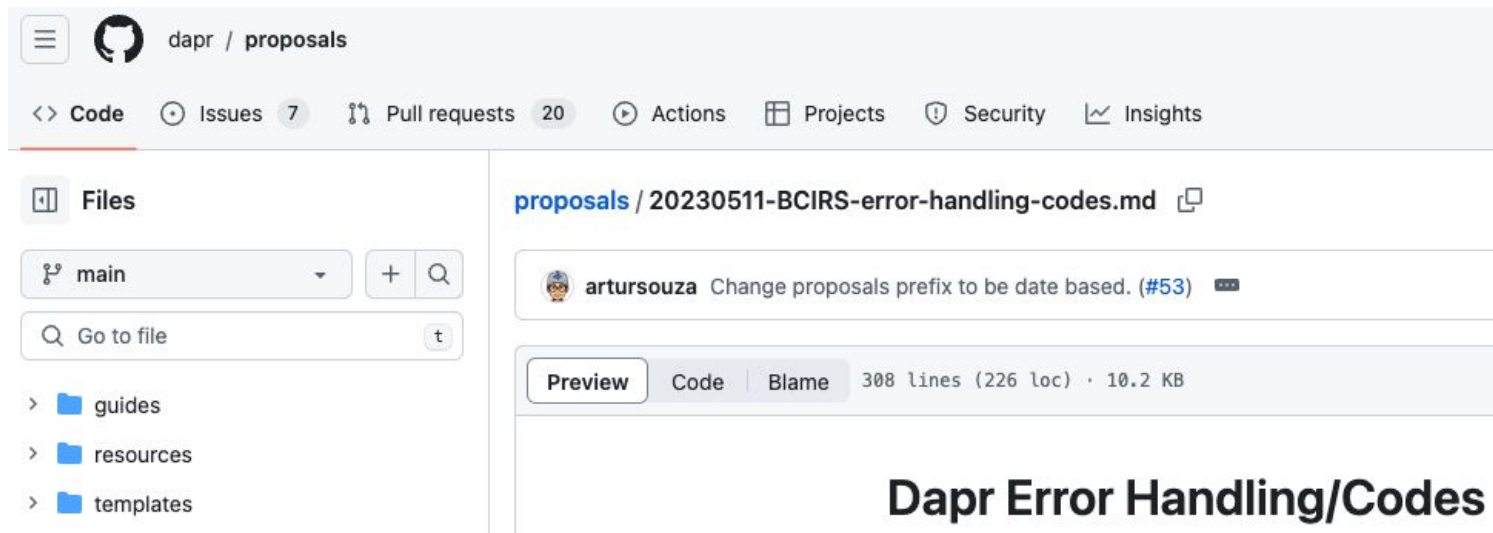 dapr / proposals
Code Issues 7 Pull requests 20 Actions Projects Security Insights
Files
proposals / 20230511-BCIRS-error-handling-codes.md
main
artursouza Change proposals prefix to be date based. (#53)
Go to file t
Preview Code Blame 308 lines (226 loc) · 10.2 KB
guides
resources
templates
Dapr Error Handling/Codes